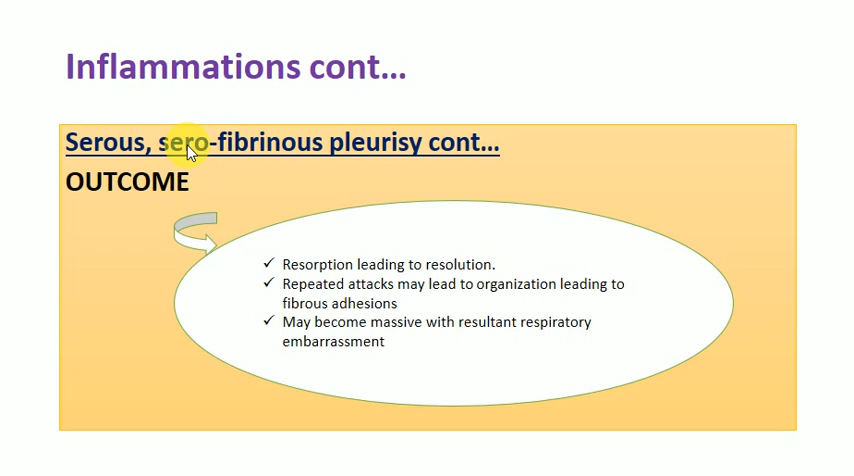 Inflammations cont...
Serous, sero-fibrinous pleurisy cont...
OUTCOME
✓ Resorption leading to resolution.
✓ Repeated attacks may lead to organization leading to
fibrous adhesions
✓ May become massive with resultant respiratory
embarrassment